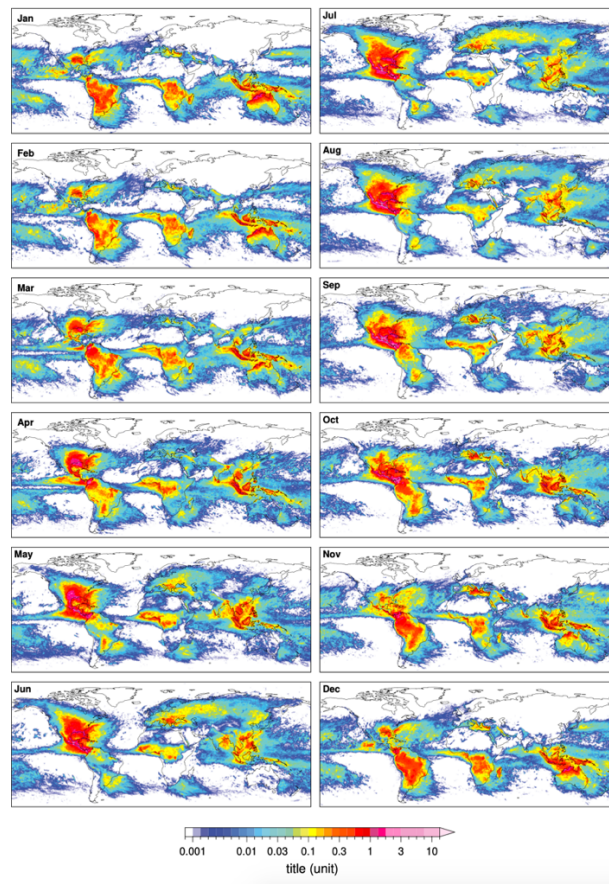 Jan
Jul
Feb
Aug
Mar
Sep
Apr
Oct
May
Nov
Jun
Dec
0.001 0.01 0.03 0.1 0.3 1 3 10
title (unit)